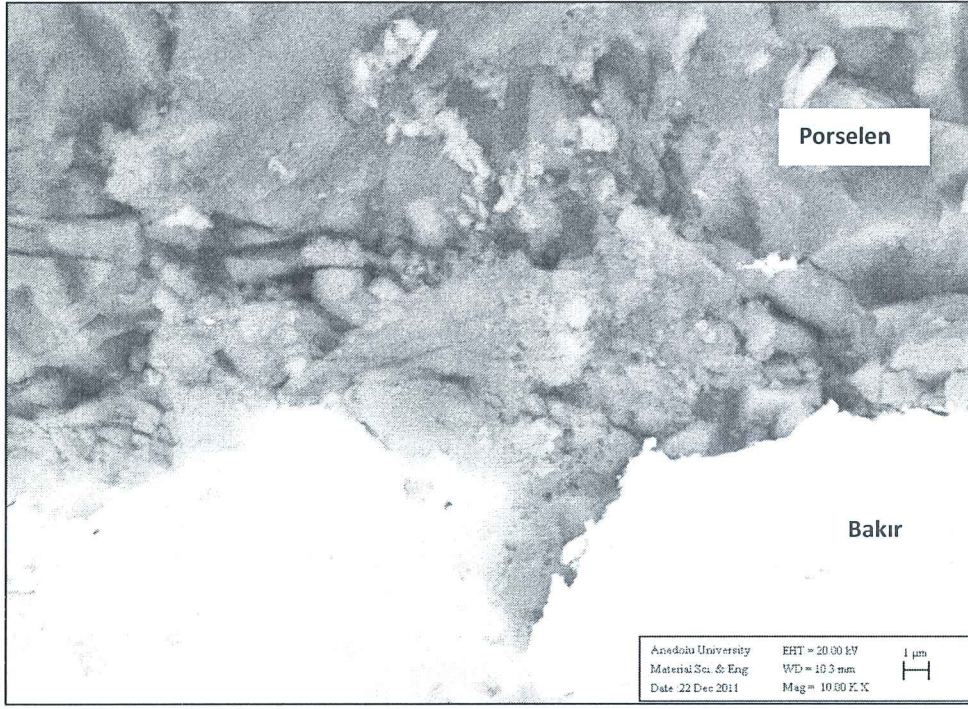 Porselen
Bakır
Anadolu University EHT = 20.00 kV 1 µm
Material Sci. & Eng WD = 10.3 mm
Date :22 Dec 2011 Mag = 10.00 K X